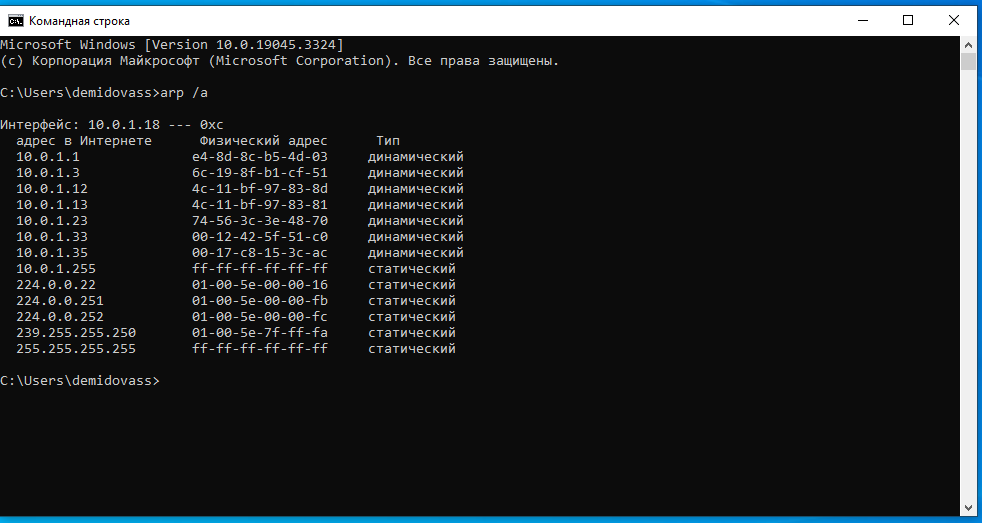 Командная строка
Microsoft Windows [Version 10.0.19045.3324]
(c) Корпорация Майкрософт (Microsoft Corporation). Все права защищены.
C:\Users\demidovass>arp /a
Интерфейс: 10.0.1.18 --- 0xc
адрес в Интернете Физический адрес Тип
10.0.1.1 e4-8d-8c-b5-4d-03 динамический
10.0.1.3 6c-19-8f-b1-cf-51 динамический
10.0.1.12 4c-11-bf-97-83-8d динамический
10.0.1.13 4c-11-bf-97-83-81 динамический
10.0.1.23 74-56-3c-3e-48-70 динамический
10.0.1.33 00-12-42-5f-51-c0 динамический
10.0.1.35 00-17-c8-15-3c-ac динамический
10.0.1.255 ff-ff-ff-ff-ff-ff статический
224.0.0.22 01-00-5e-00-00-16 статический
224.0.0.251 01-00-5e-00-00-fb статический
224.0.0.252 01-00-5e-00-00-fc статический
239.255.255.250 01-00-5e-7f-ff-fa статический
255.255.255.255 ff-ff-ff-ff-ff-ff статический
C:\Users\demidovass>